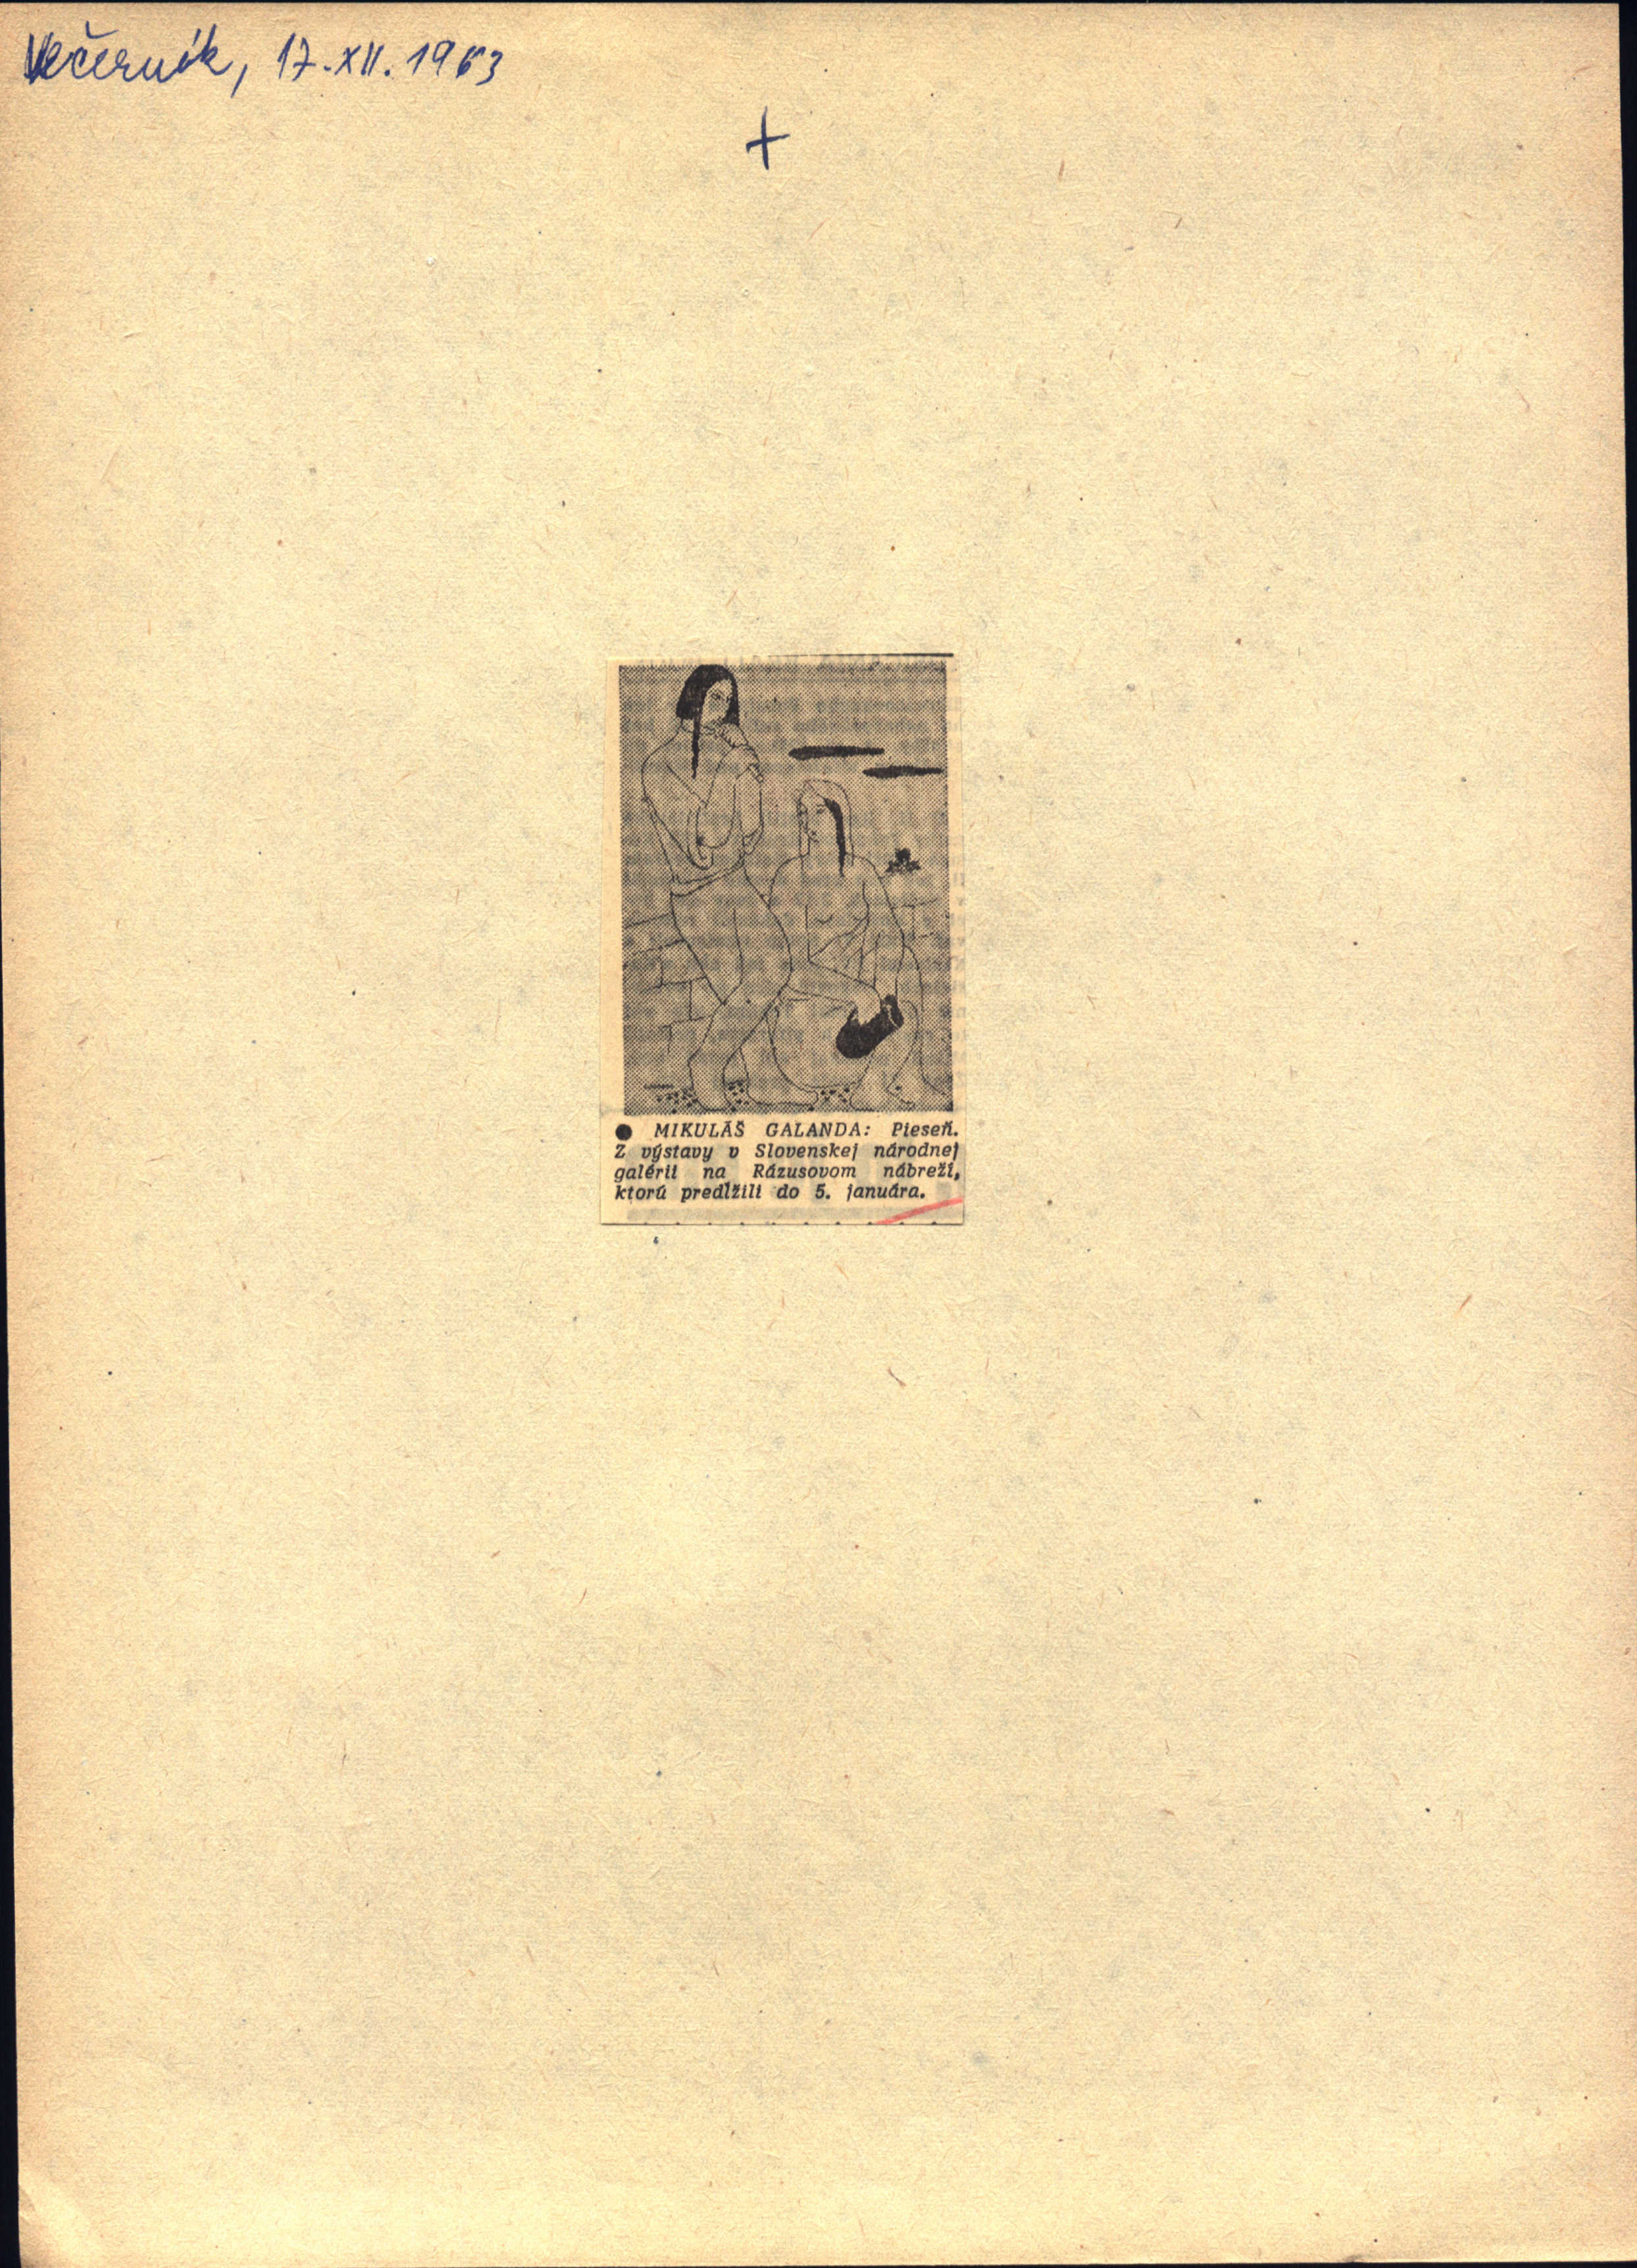 Večerník, 17. XII. 1963
+
● MIKULÁŠ GALANDA: Pieseň.
Z výstavy v Slovenskej národnej
galérii na Rázusovom nábreží,
ktorú predĺžili do 5. januára.